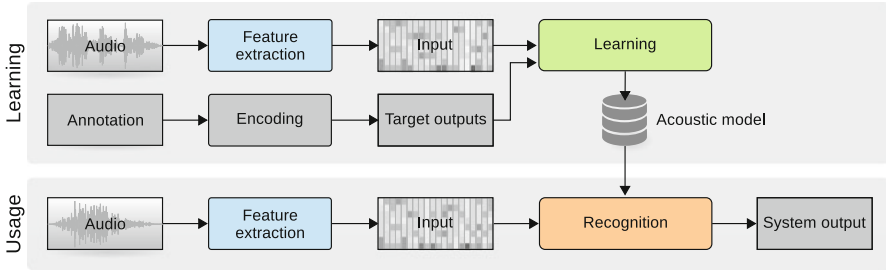 Learning
Audio
Feature
extraction
Input
Learning
Annotation
Encoding
Target outputs
Acoustic model
Usage
Audio
Feature
extraction
Input
Recognition
System output